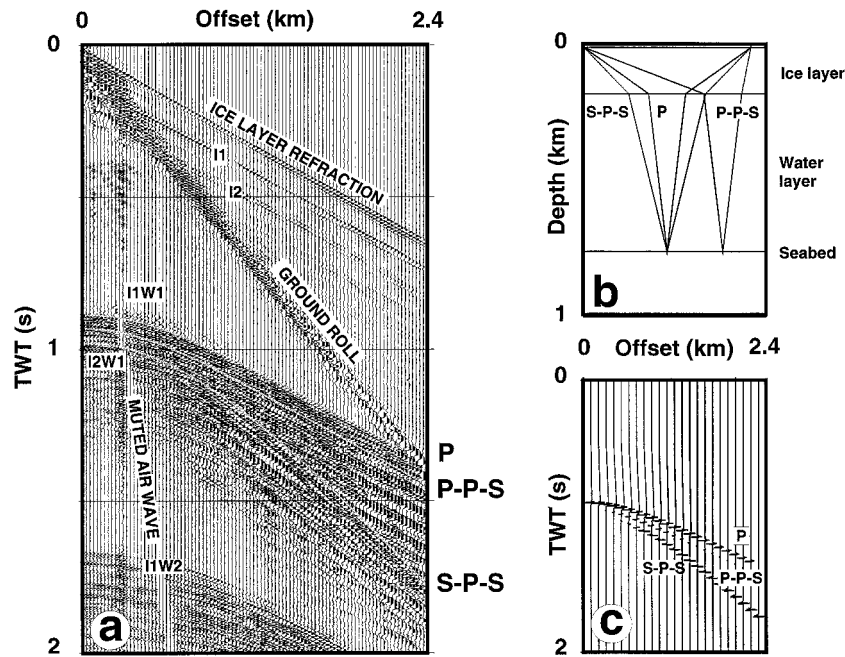 0 Offset (km) 2.4
0
ICE LAYER REFRACTION
I1
I2
GROUND ROLL
I1W1
TWT (s)
1
I2W1
MUTED AIR WAVE
P
P-P-S
S-P-S
I1W2
a
2
0
Ice layer
S-P-S P P-P-S
Depth (km)
Water
layer
Seabed
b
1
0 Offset (km) 2.4
0
TWT (s)
P
S-P-S P-P-S
c
2